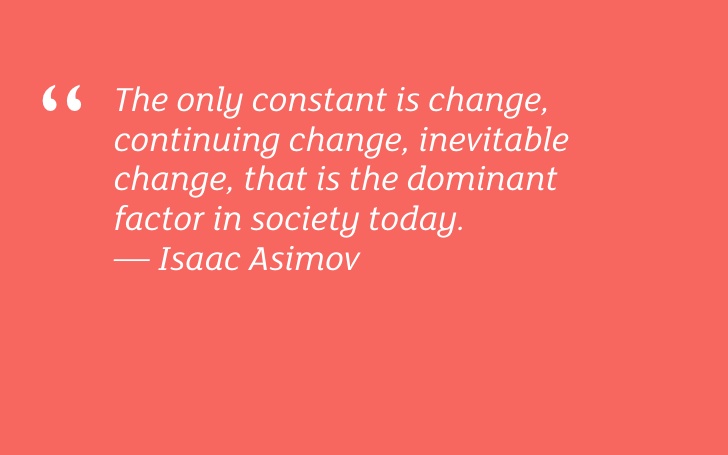 “ The only constant is change,
continuing change, inevitable
change, that is the dominant
factor in society today.
— Isaac Asimov